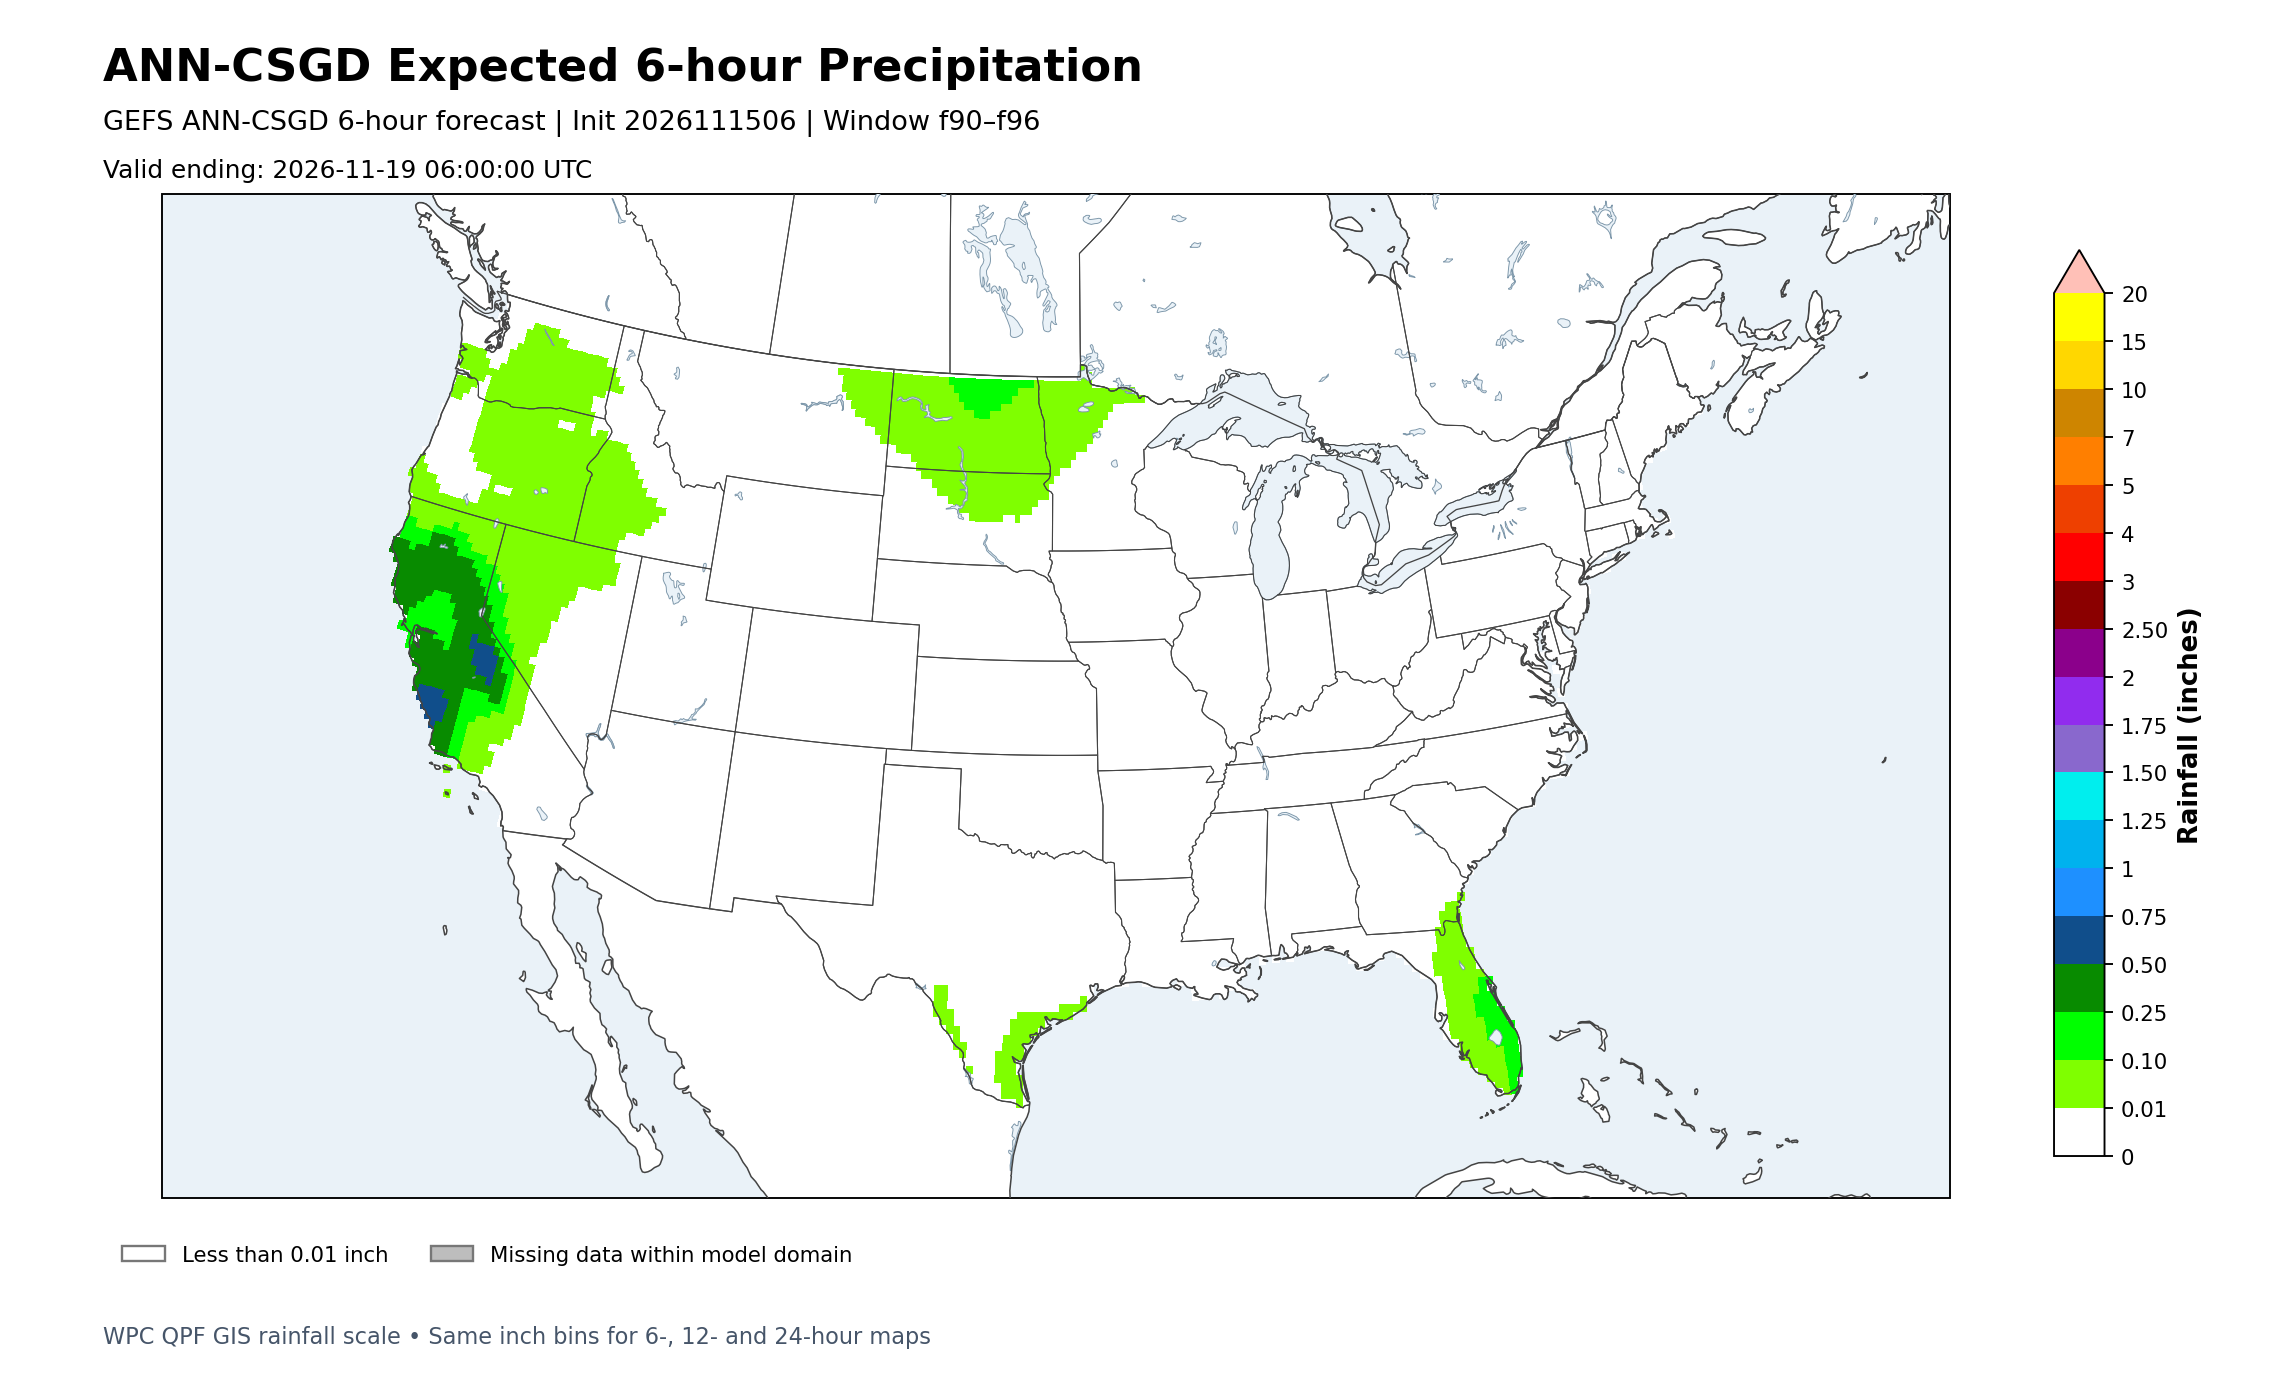 ANN-CSGD Expected 6-hour Precipitation
GEFS ANN-CSGD 6-hour forecast | Init 2026111506 | Window f90–f96
Valid ending: 2026-11-19 06:00:00 UTC
20
15
10
7
5
4
3
2.50
2
1.75
1.50
1.25
1
0.75
0.50
0.25
0.10
0.01
0
Rainfall (inches)
Less than 0.01 inch
Missing data within model domain
WPC QPF GIS rainfall scale • Same inch bins for 6-, 12- and 24-hour maps